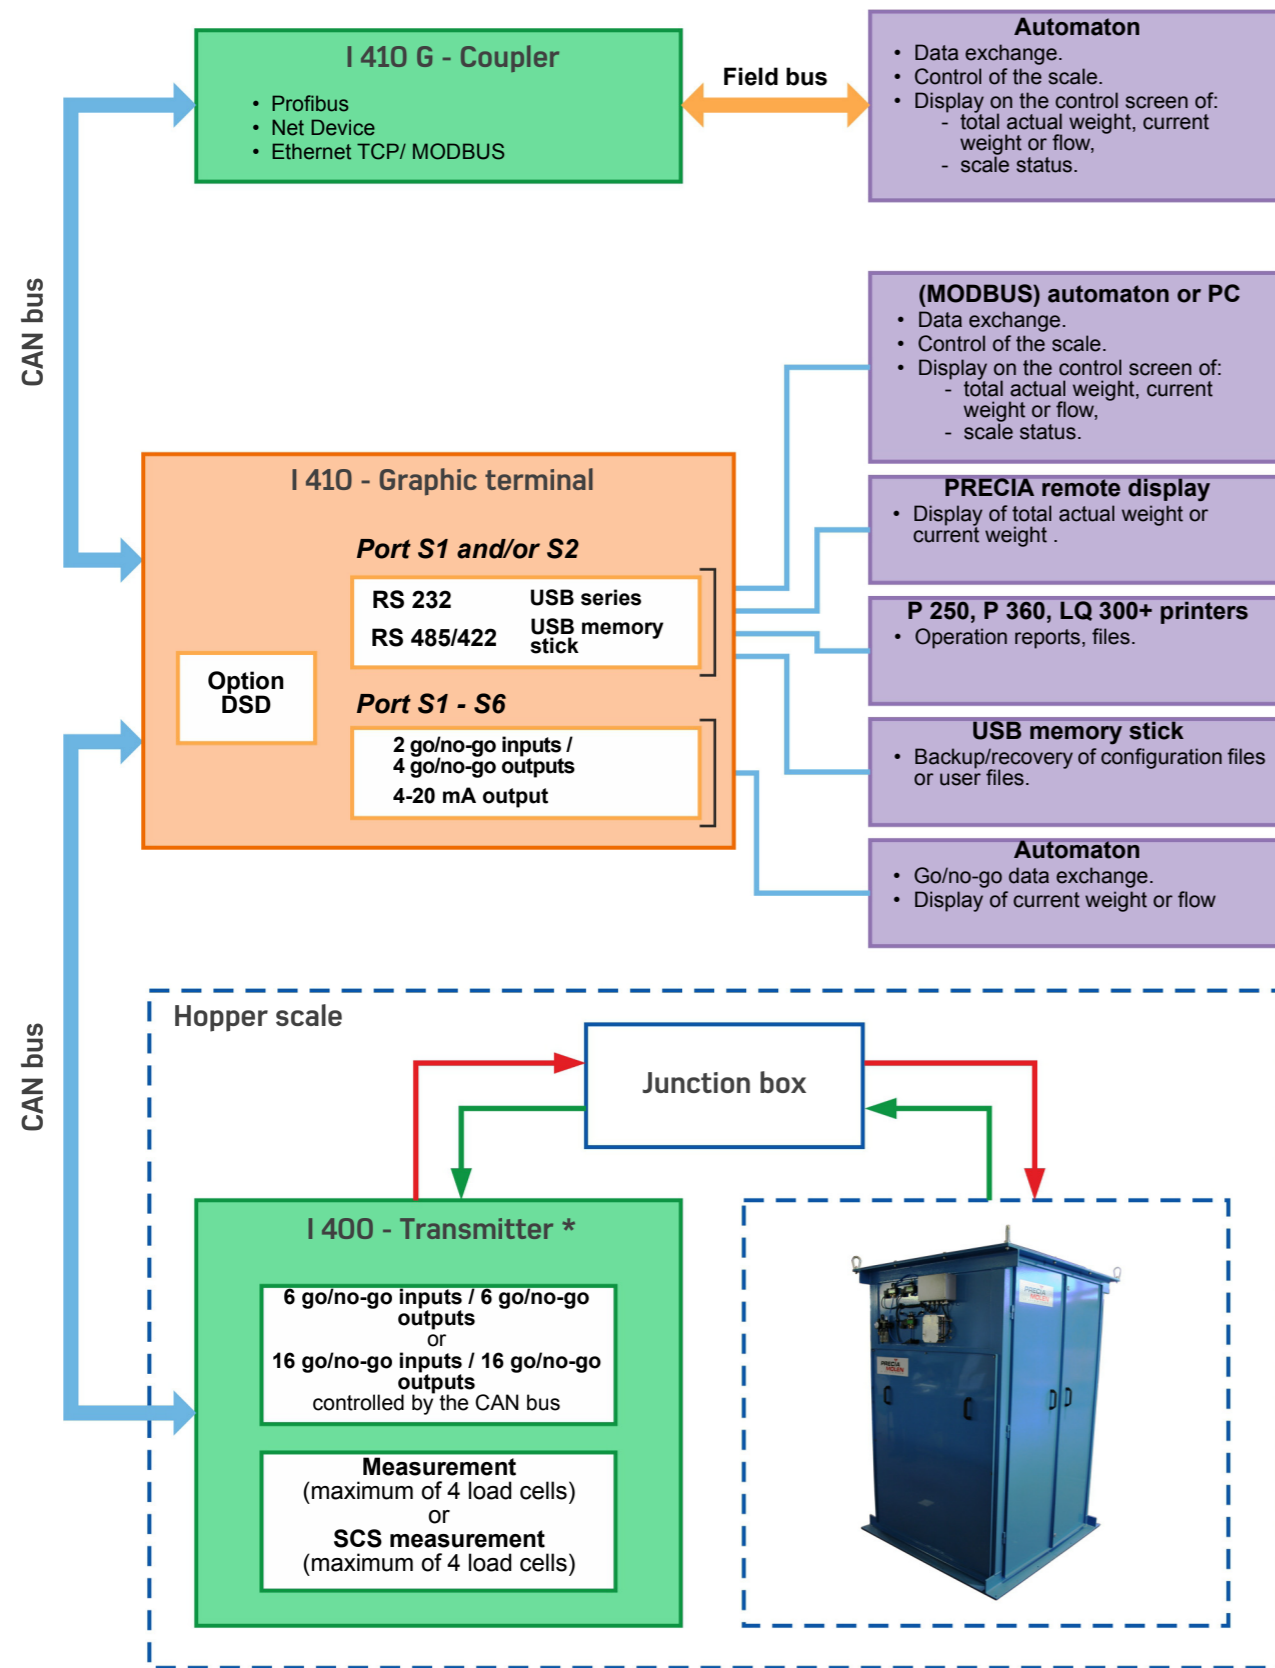 I 410 G - Coupler
• Profibus
• Net Device
• Ethernet TCP/ MODBUS
Field bus
Automaton
• Data exchange.
• Control of the scale.
• Display on the control screen of:
- total actual weight, current
weight or flow,
- scale status.
CAN bus
(MODBUS) automaton or PC
• Data exchange.
• Control of the scale.
• Display on the control screen of:
- total actual weight, current
weight or flow,
- scale status.
I 410 - Graphic terminal
Port S1 and/or S2
RS 232
USB series
RS 485/422
USB memory
stick
Option
DSD
Port S1 - S6
2 go/no-go inputs /
4 go/no-go outputs
4-20 mA output
PRECIA remote display
• Display of total actual weight or
current weight .
P 250, P 360, LQ 300+ printers
• Operation reports, files.
USB memory stick
• Backup/recovery of configuration files
or user files.
Automaton
• Go/no-go data exchange.
• Display of current weight or flow
CAN bus
Hopper scale
Junction box
I 400 - Transmitter *
6 go/no-go inputs / 6 go/no-go
outputs
or
16 go/no-go inputs / 16 go/no-go
outputs
controlled by the CAN bus
Measurement
(maximum of 4 load cells)
or
SCS measurement
(maximum of 4 load cells)
PRECIA
MOLEN
PRECIA
MOLEN